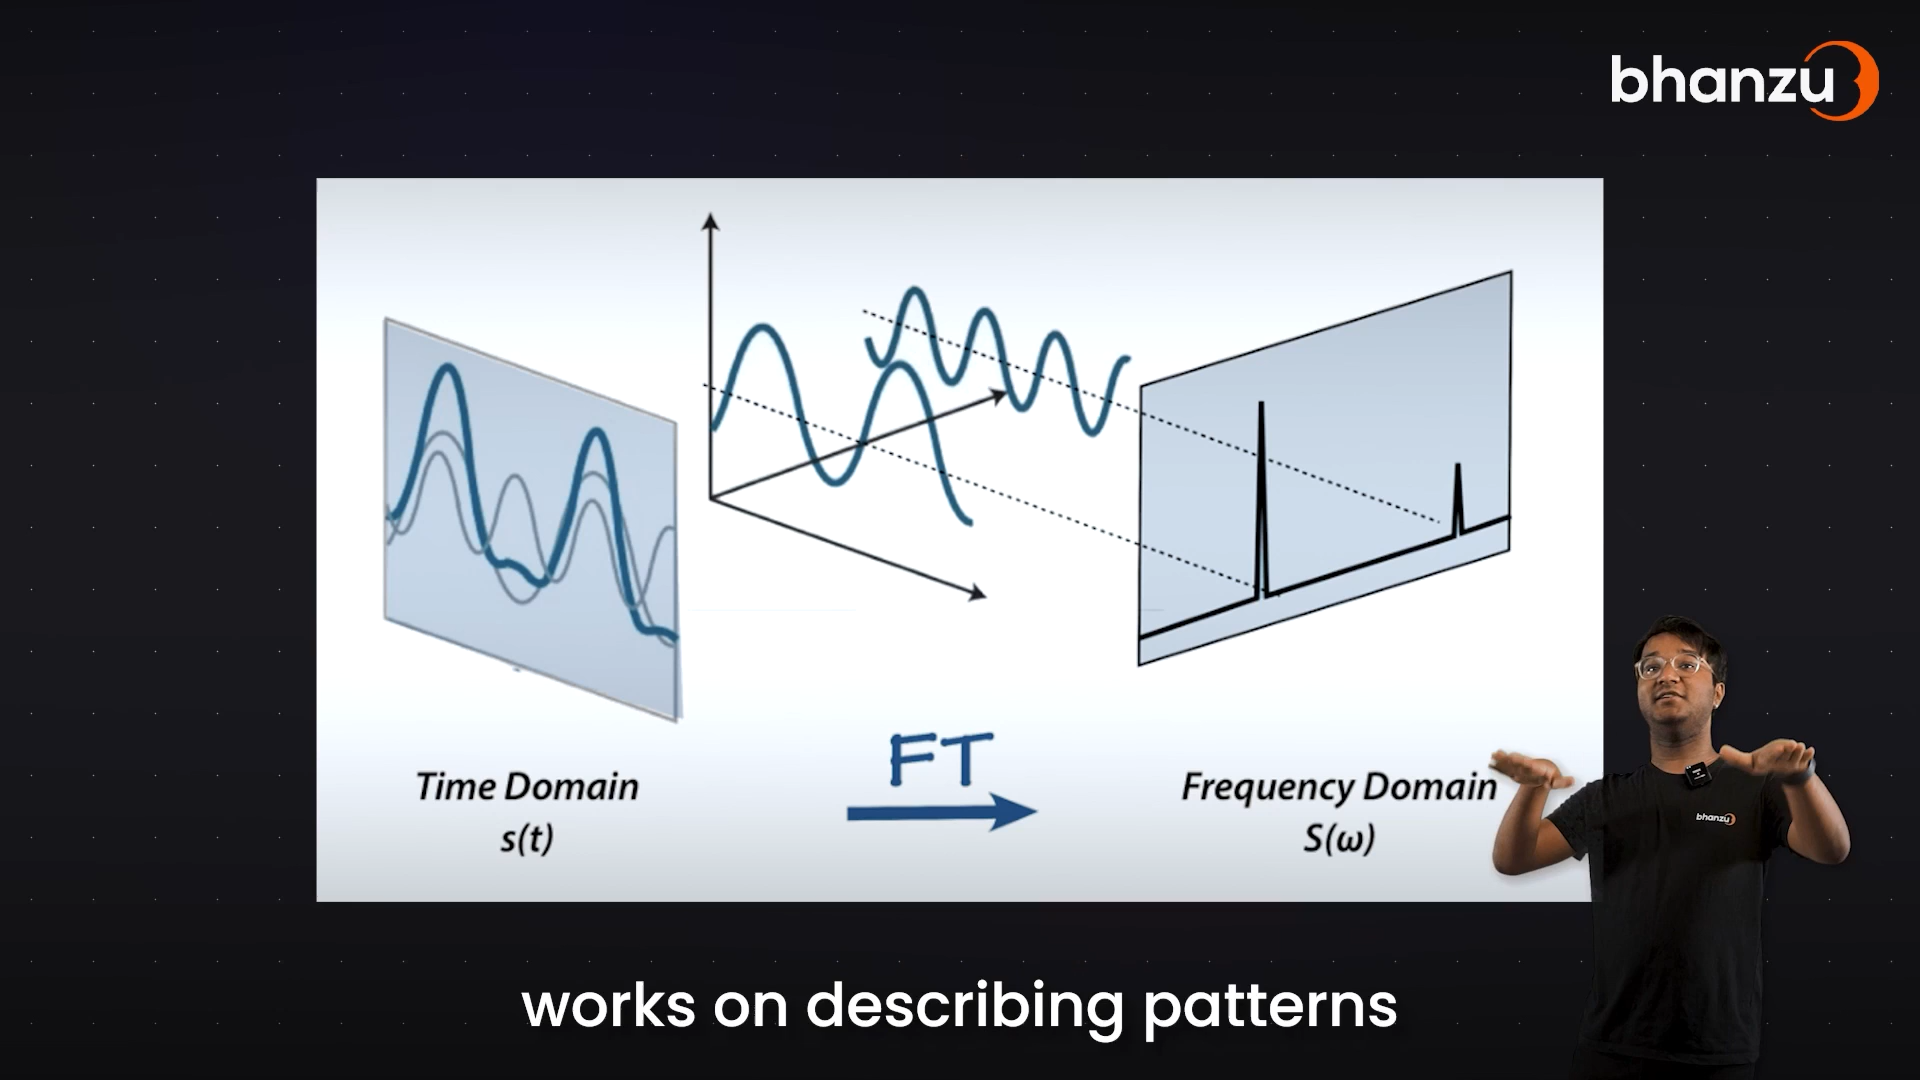 bhanzu
FT
Time Domain
s(t)
Frequency Domain
S(ω)
bhanzu
works on describing patterns